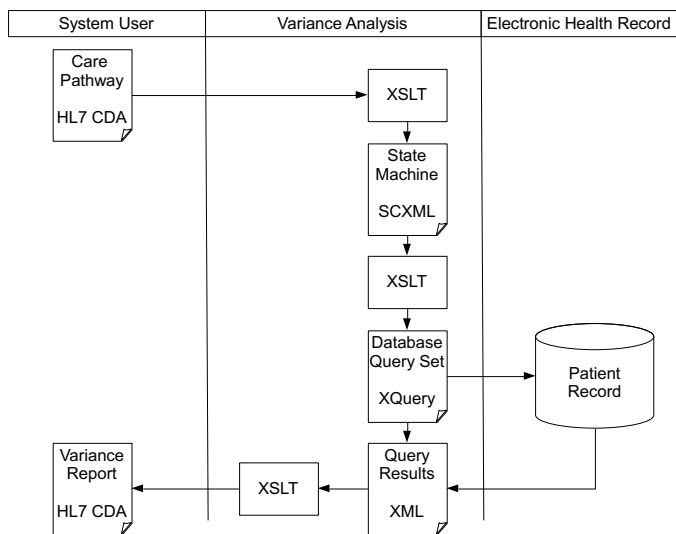 System User
Variance Analysis
Electronic Health Record
Care
Pathway
HL7 CDA
XSLT
State
Machine
SCXML
XSLT
Database
Query Set
XQuery
Patient
Record
Variance
Report
HL7 CDA
XSLT
Query
Results
XML